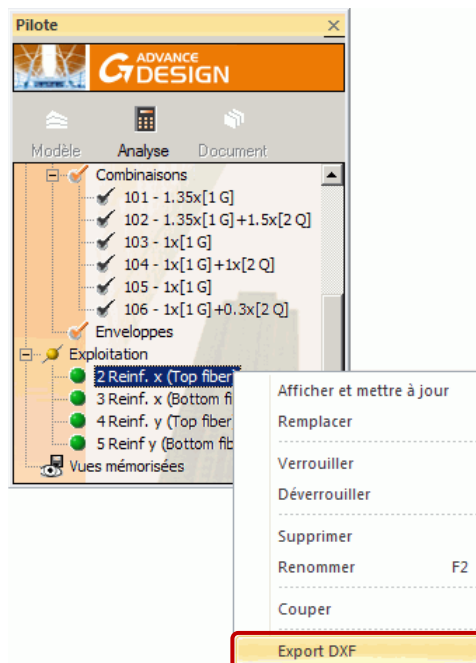 Pilote
ADVANCE
DESIGN
Modèle Analyse Document
Combinaisons
101 - 1.35x[1 G]
102 - 1.35x[1 G]+1.5x[2 Q]
103 - 1x[1 G]
104 - 1x[1 G]+1x[2 Q]
105 - 1x[1 G]
106 - 1x[1 G]+0.3x[2 Q]
Enveloppes
Exploitation
2 Reinf. x (Top fiber)
3 Reinf. x (Bottom fi
4 Reinf. y (Top fiber
5 Reinf y (Bottom fib
Vues mémorisées
Afficher et mettre à jour
Remplacer
Verrouiller
Déverrouiller
Supprimer
Renommer F2
Couper
Export DXF